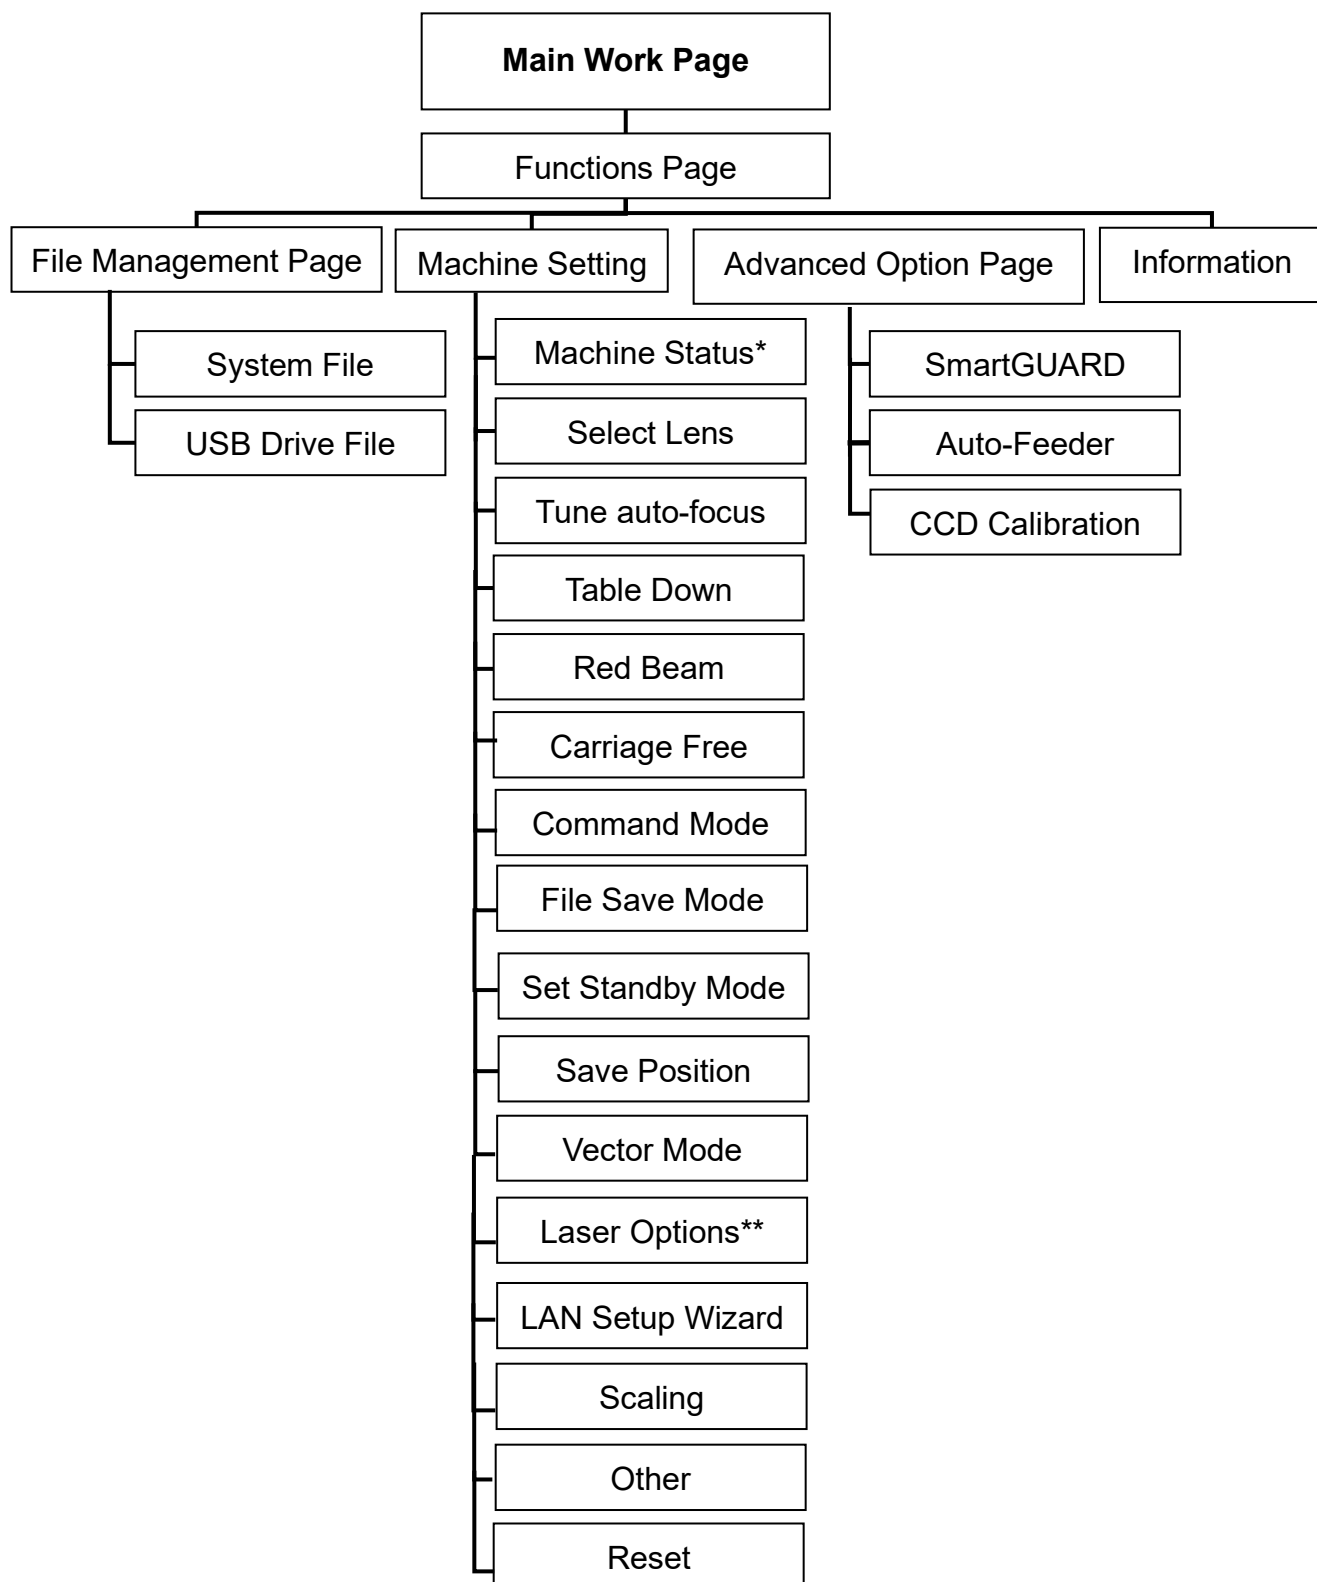 Main Work Page
Functions Page
File Management Page
Machine Setting
Advanced Option Page
Information
System File
USB Drive File
Machine Status*
Select Lens
Tune auto-focus
Table Down
Red Beam
Carriage Free
Command Mode
File Save Mode
Set Standby Mode
Save Position
Vector Mode
Laser Options**
LAN Setup Wizard
Scaling
Other
Reset
SmartGUARD
Auto-Feeder
CCD Calibration